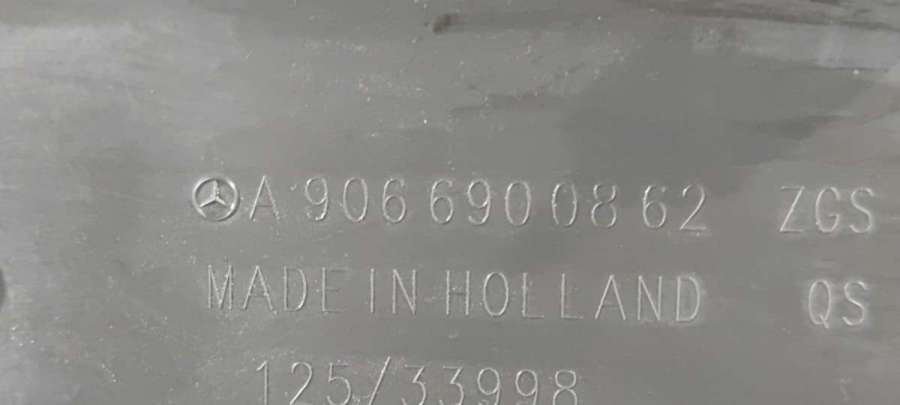 A 906 690 08 62 ZGS
MADE IN HOLLAND QS
125/33998